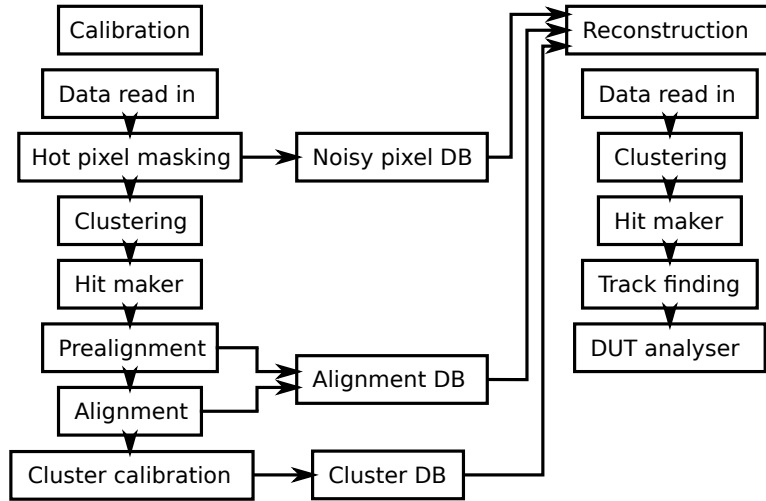 Calibration
Data read in
Hot pixel masking
Clustering
Hit maker
Prealignment
Alignment
Cluster calibration
Noisy pixel DB
Alignment DB
Cluster DB
Reconstruction
Data read in
Clustering
Hit maker
Track finding
DUT analyser